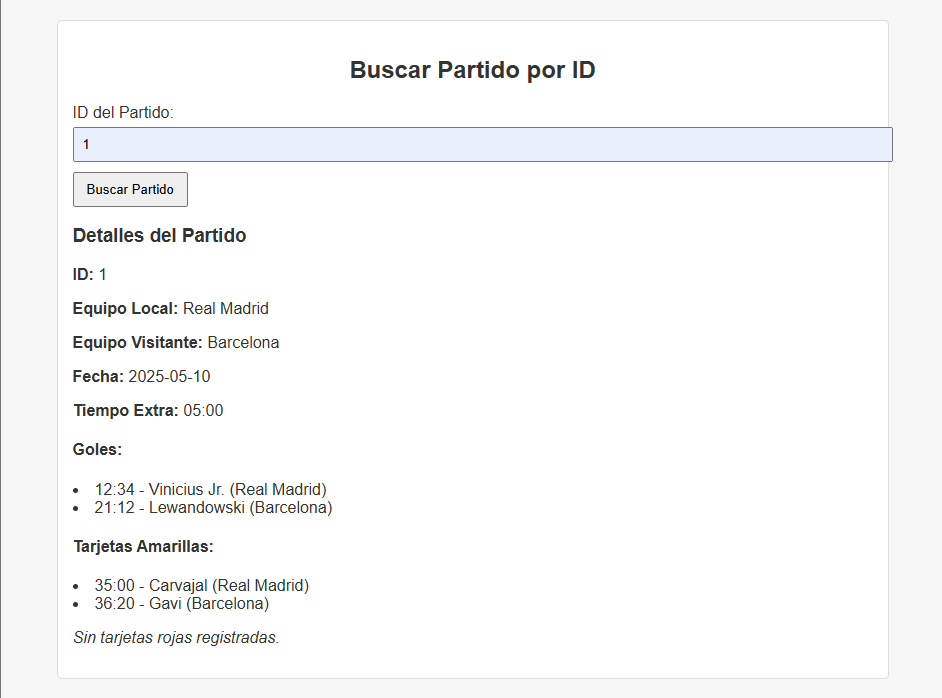 Buscar Partido por ID
ID del Partido:
1
Buscar Partido
Detalles del Partido
ID: 1
Equipo Local: Real Madrid
Equipo Visitante: Barcelona
Fecha: 2025-05-10
Tiempo Extra: 05:00
Goles:
• 12:34 - Vinicius Jr. (Real Madrid)
• 21:12 - Lewandowski (Barcelona)
Tarjetas Amarillas:
• 35:00 - Carvajal (Real Madrid)
• 36:20 - Gavi (Barcelona)
Sin tarjetas rojas registradas.